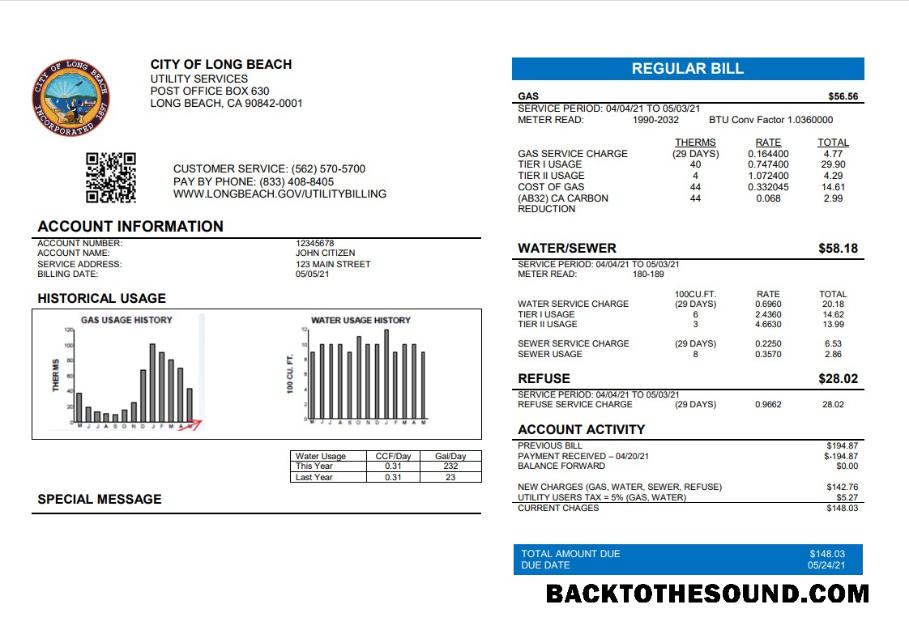 CITY OF LONG BEACH
INCORPORATED 1897
CITY OF LONG BEACH
UTILITY SERVICES
POST OFFICE BOX 630
LONG BEACH, CA 90842-0001
CUSTOMER SERVICE: (562) 570-5700
PAY BY PHONE: (833) 408-8405
WWW.LONGBEACH.GOV/UTILITYBILLING
ACCOUNT INFORMATION
ACCOUNT NUMBER: 12345678
ACCOUNT NAME: JOHN CITIZEN
SERVICE ADDRESS: 123 MAIN STREET
BILLING DATE: 05/05/21
HISTORICAL USAGE
GAS USAGE HISTORY
THERMS
120
100
80
60
40
20
0
M J J A S O N D J F M A M
WATER USAGE HISTORY
100 CU. FT.
12
10
8
6
4
2
0
M J J A S O N D J F M A M
Water Usage CCF/Day Gal/Day
This Year 0.31 232
Last Year 0.31 23
SPECIAL MESSAGE
REGULAR BILL
GAS $56.56
SERVICE PERIOD: 04/04/21 TO 05/03/21
METER READ: 1990-2032 BTU Conv Factor 1.0360000
THERMS RATE TOTAL
GAS SERVICE CHARGE (29 DAYS) 0.164400 4.77
TIER I USAGE 40 0.747400 29.90
TIER II USAGE 4 1.072400 4.29
COST OF GAS 44 0.332045 14.61
(AB32) CA CARBON 44 0.068 2.99
REDUCTION
WATER/SEWER $58.18
SERVICE PERIOD: 04/04/21 TO 05/03/21
METER READ: 180-189
100CU.FT. RATE TOTAL
WATER SERVICE CHARGE (29 DAYS) 0.6960 20.18
TIER I USAGE 6 2.4360 14.62
TIER II USAGE 3 4.6630 13.99
SEWER SERVICE CHARGE (29 DAYS) 0.2250 6.53
SEWER USAGE 8 0.3570 2.86
REFUSE $28.02
SERVICE PERIOD: 04/04/21 TO 05/03/21
REFUSE SERVICE CHARGE (29 DAYS) 0.9662 28.02
ACCOUNT ACTIVITY
PREVIOUS BILL $194.87
PAYMENT RECEIVED – 04/20/21 $-194.87
BALANCE FORWARD $0.00
NEW CHARGES (GAS, WATER, SEWER, REFUSE) $142.76
UTILITY USERS TAX = 5% (GAS, WATER) $5.27
CURRENT CHAGES $148.03
TOTAL AMOUNT DUE $148.03
DUE DATE 05/24/21
BACKTOTHESOUND.COM